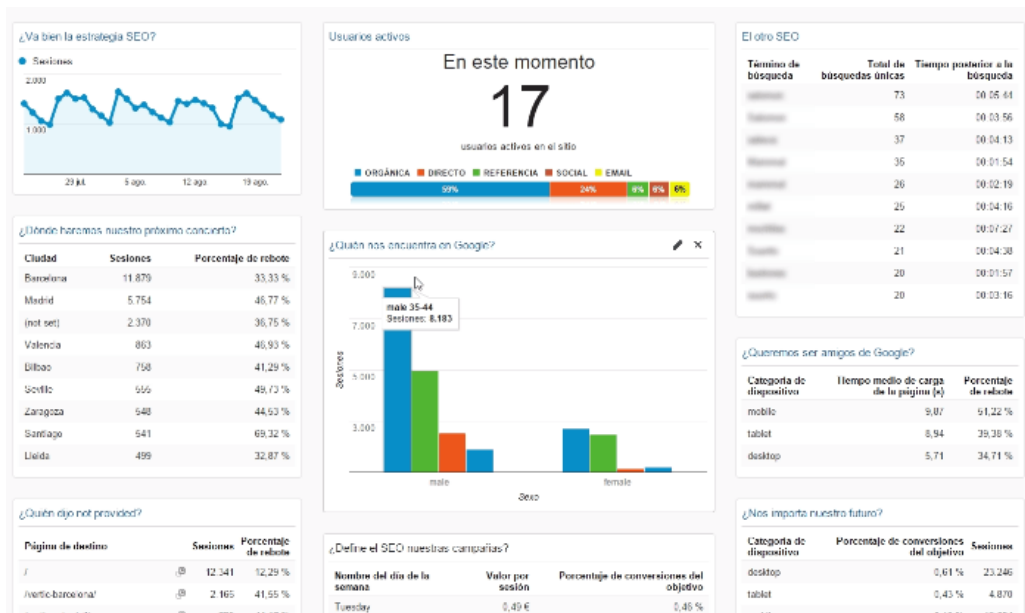 ¿Va bien la estrategia SEO?
Sesiones
2.000
1.000
29 jul.
5 ago.
12 ago.
19 ago.
¿Dónde haremos nuestro próximo concierto?
Ciudad Sesiones Porcentaje de rebote
Barcelona 11.879 33,33 %
Madrid 5.754 46,77 %
(not set) 2.370 36,75 %
Valencia 863 46,93 %
Bilbao 758 41,29 %
Seville 555 49,73 %
Zaragoza 548 44,53 %
Santiago 541 69,32 %
Lleida 499 32,87 %
¿Quién dijo not provided?
Página de destino Sesiones Porcentaje de rebote
/ 12.341 12,29 %
/vertic-barcelona/ 2.165 41,55 %
Usuarios activos
En este momento
17
usuarios activos en el sitio
ORGÁNICA DIRECTO REFERENCIA SOCIAL EMAIL
59% 24% 6% 6% 6%
¿Quién nos encuentra en Google?
9.000
male 35-44
Sesiones: 8.183
7.000
5.000
3.000
Sesiones
male female
Sexo
¿Define el SEO nuestras campañas?
Nombre del día de la semana Valor por sesión Porcentaje de conversiones del objetivo
Tuesday 0,49 € 0,46 %
El otro SEO
Término de búsqueda Total de búsquedas únicas Tiempo posterior a la búsqueda
73 00:05:44
58 00:03:56
37 00:04:13
35 00:01:54
26 00:02:19
25 00:04:16
22 00:07:27
21 00:04:38
20 00:01:57
20 00:03:16
¿Queremos ser amigos de Google?
Categoría de dispositivo Tiempo medio de carga de la página (s) Porcentaje de rebote
mobile 9,87 51,22 %
tablet 8,94 39,38 %
desktop 5,71 34,71 %
¿Nos importa nuestro futuro?
Categoría de dispositivo Porcentaje de conversiones del objetivo Sesiones
desktop 0,61 % 23.246
tablet 0,43 % 4.870